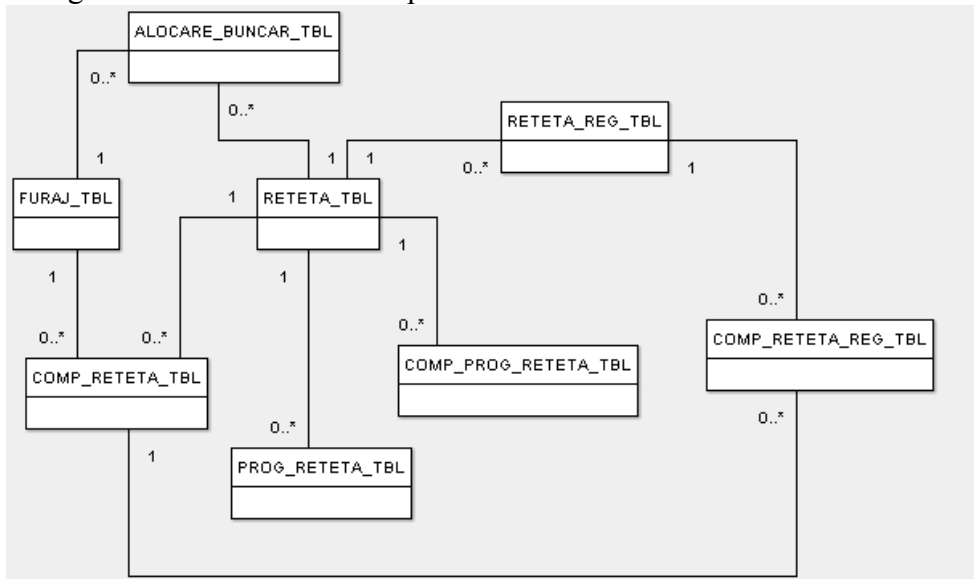 ALOCARE_BUNCAR_TBL
0..*
0..*
RETETA_REG_TBL
1
1
1
0..*
1
FURAJ_TBL
1
RETETA_TBL
1
1
1
0..*
0..*
0..*
0..*
COMP_RETETA_REG_TBL
COMP_RETETA_TBL
COMP_PROG_RETETA_TBL
0..*
0..*
1
PROG_RETETA_TBL